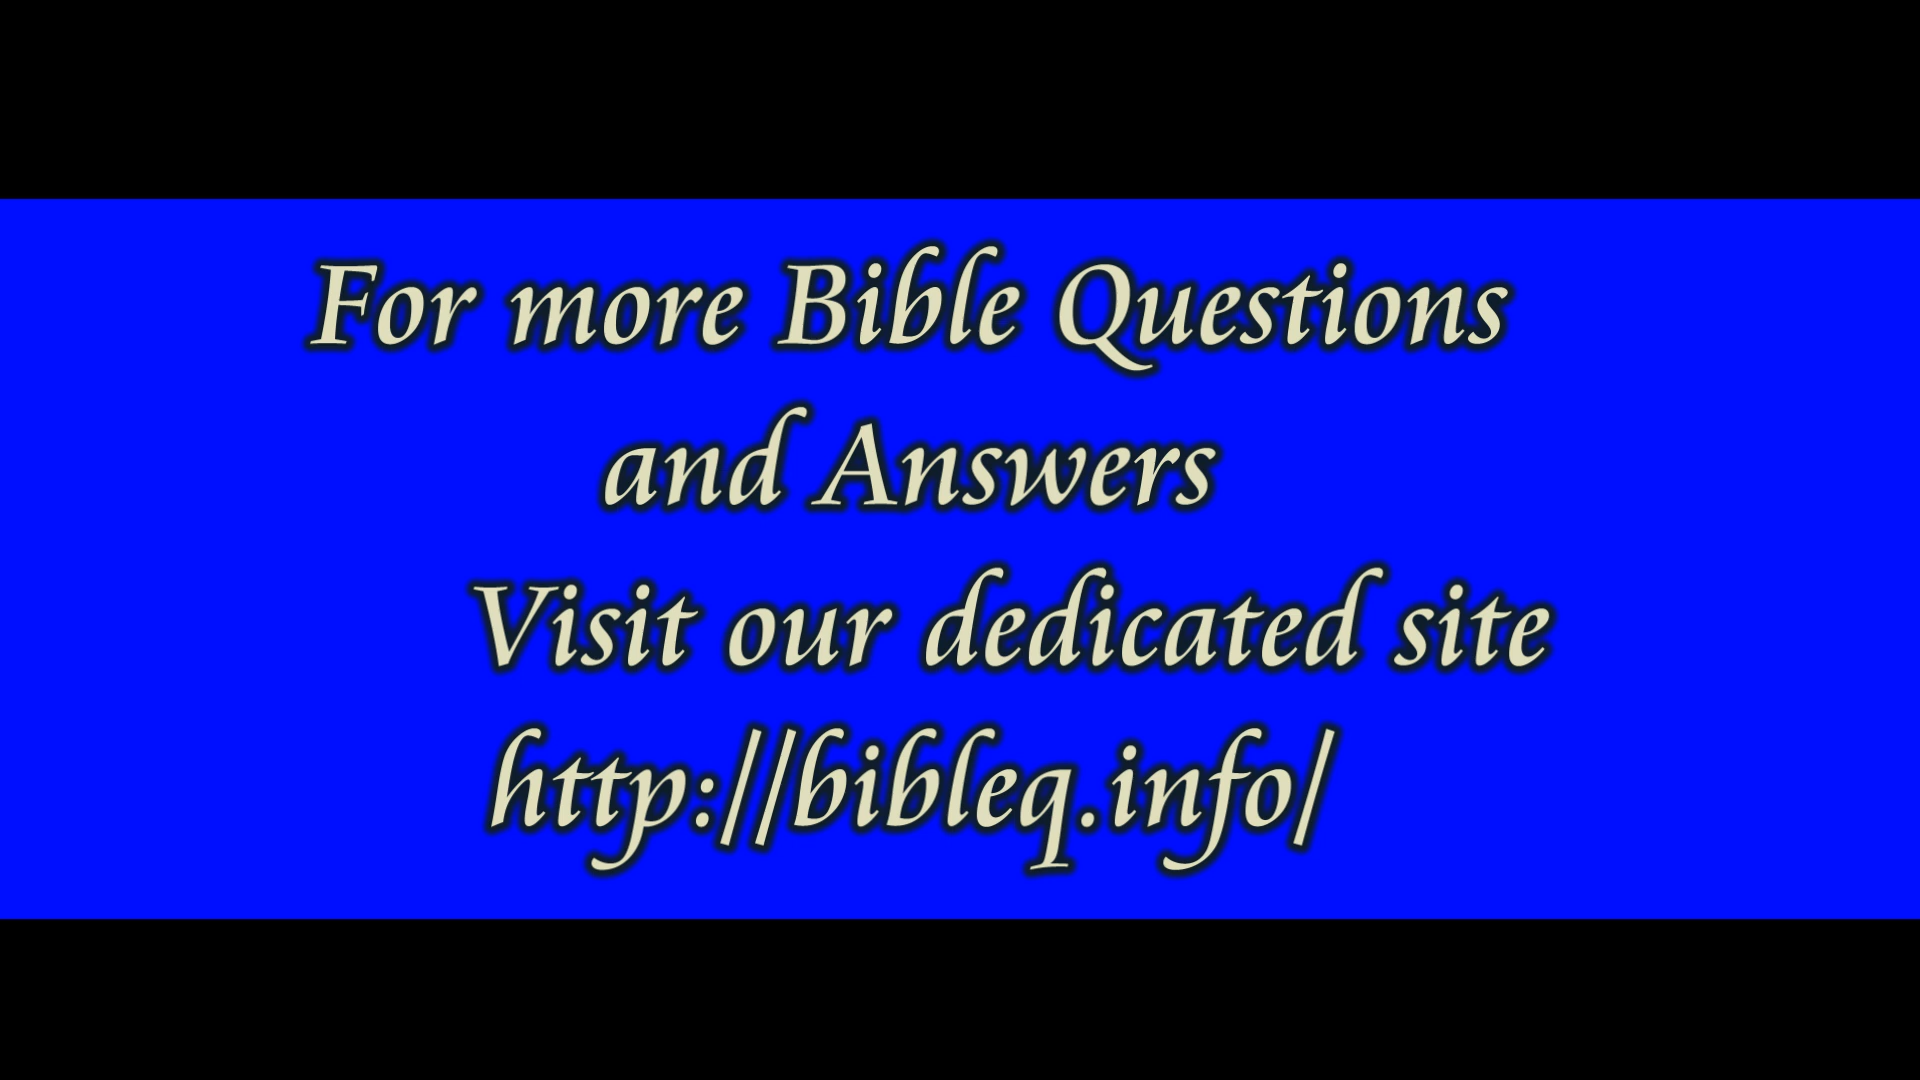 For more Bible Questions
and Answers
Visit our dedicated site
http://bibleq.info/